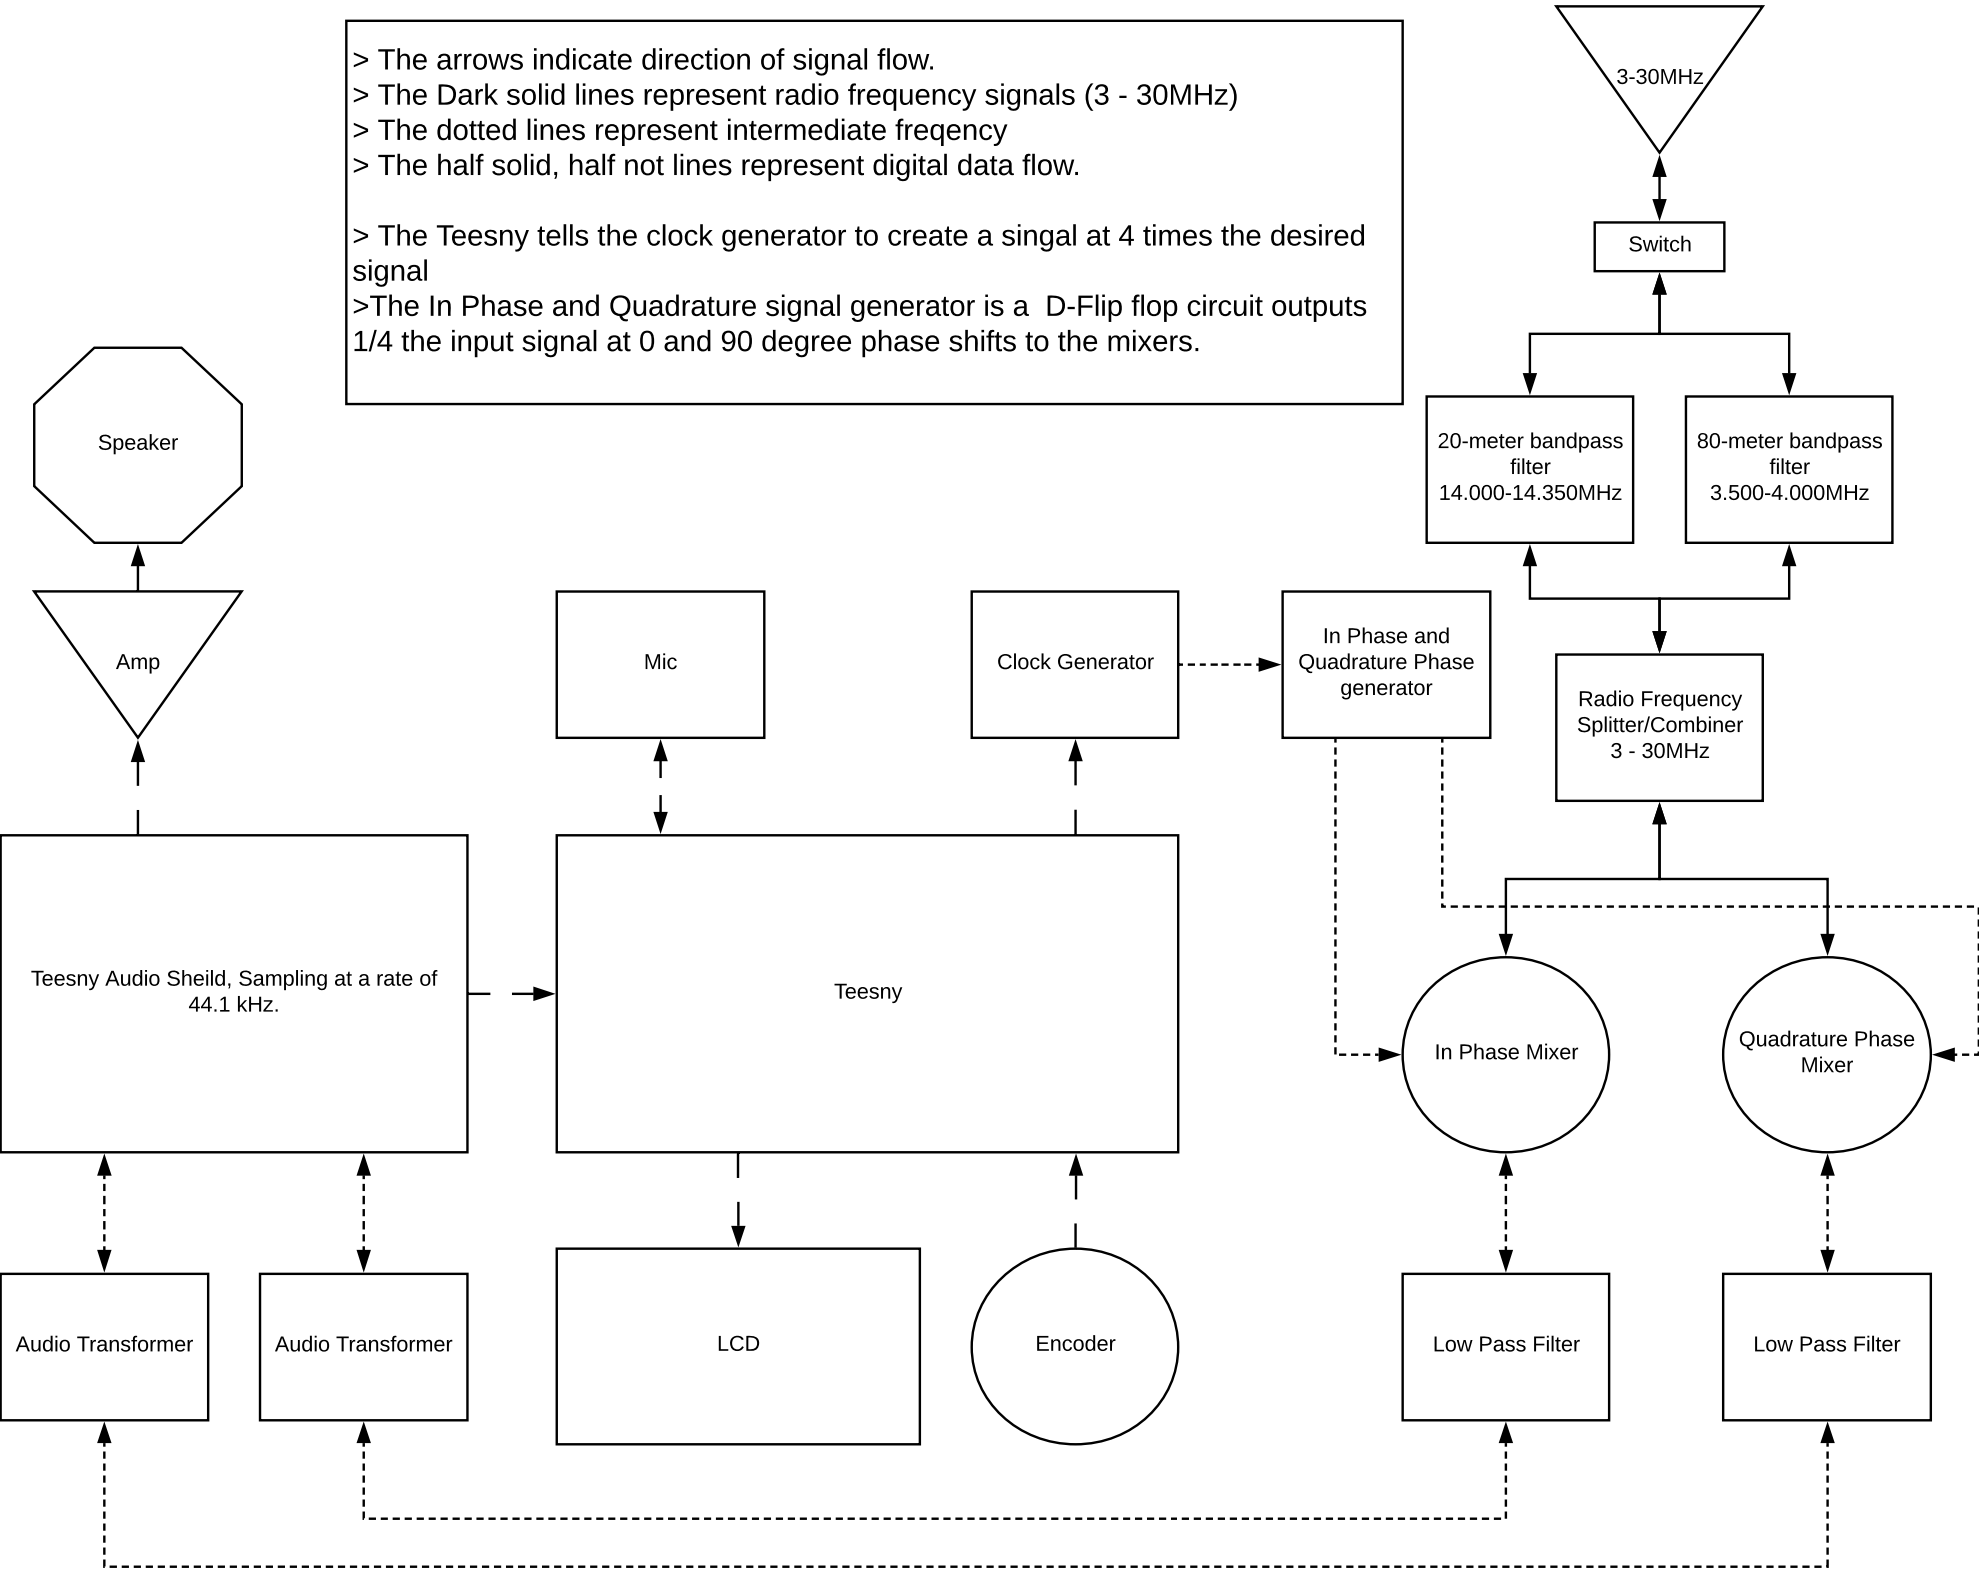 > The arrows indicate direction of signal flow.
> The Dark solid lines represent radio frequency signals (3 - 30MHz)
> The dotted lines represent intermediate freqency
> The half solid, half not lines represent digital data flow.
> The Teesny tells the clock generator to create a singal at 4 times the desired
signal
>The In Phase and Quadrature signal generator is a  D-Flip flop circuit outputs
1/4 the input signal at 0 and 90 degree phase shifts to the mixers.
3-30MHz
Switch
20-meter bandpass
filter
14.000-14.350MHz
80-meter bandpass
filter
3.500-4.000MHz
Speaker
Amp
Mic
Clock Generator
In Phase and
Quadrature Phase
generator
Radio Frequency
Splitter/Combiner
3 - 30MHz
Teesny Audio Sheild, Sampling at a rate of
44.1 kHz.
Teesny
In Phase Mixer
Quadrature Phase
Mixer
Audio Transformer
Audio Transformer
LCD
Encoder
Low Pass Filter
Low Pass Filter